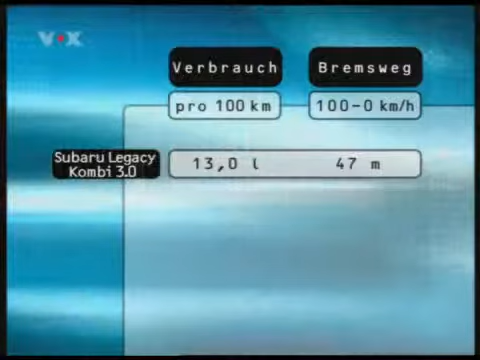 VOX
Verbrauch Bremsweg
pro 100 km 100-0 km/h
Subaru Legacy
Kombi 3.0
13,0 l 47 m